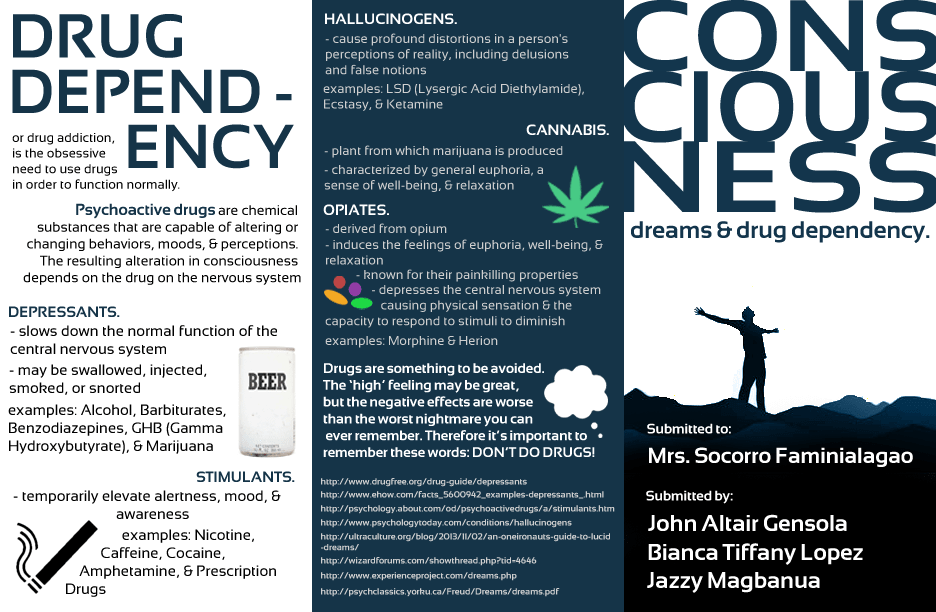 DRUG
DEPEND -
ENCY
or drug addiction,
is the obsessive
need to use drugs
in order to function normally.
Psychoactive drugs are chemical
substances that are capable of altering or
changing behaviors, moods, & perceptions.
The resulting alteration in consciousness
depends on the drug on the nervous system
DEPRESSANTS.
- slows down the normal function of the
central nervous system
- may be swallowed, injected,
smoked, or snorted
examples: Alcohol, Barbiturates,
Benzodiazepines, GHB (Gamma
Hydroxybutyrate), & Marijuana
BEER
STIMULANTS.
- temporarily elevate alertness, mood, &
awareness
examples: Nicotine,
Caffeine, Cocaine,
Amphetamine, & Prescription
Drugs
HALLUCINOGENS.
- cause profound distortions in a person's
perceptions of reality, including delusions
and false notions
examples: LSD (Lysergic Acid Diethylamide),
Ecstasy, & Ketamine
CANNABIS.
- plant from which marijuana is produced
- characterized by general euphoria, a
sense of well-being, & relaxation
OPIATES.
- derived from opium
- induces the feelings of euphoria, well-being, &
relaxation
- known for their painkilling properties
- depresses the central nervous system
causing physical sensation & the
capacity to respond to stimuli to diminish
examples: Morphine & Herion
Drugs are something to be avoided.
The 'high' feeling may be great,
but the negative effects are worse
than the worst nightmare you can
ever remember. Therefore it's important to
remember these words: DON'T DO DRUGS!
http://www.drugfree.org/drug-guide/depressants
http://www.ehow.com/facts_5600942_examples-depressants_.html
http://psychology.about.com/od/psychoactivedrugs/a/stimulants.htm
http://www.psychologytoday.com/conditions/hallucinogens
http://ultraculture.org/blog/2013/11/02/an-oneironauts-guide-to-lucid
-dreams/
http://wizardforums.com/showthread.php?tid=4646
http://www.experienceproject.com/dreams.php
http://psychclassics.yorku.ca/Freud/Dreams/dreams.pdf
CONS
CIOUS
NESS
dreams & drug dependency.
Submitted to:
Mrs. Socorro Faminialagao
Submitted by:
John Altair Gensola
Bianca Tiffany Lopez
Jazzy Magbanua